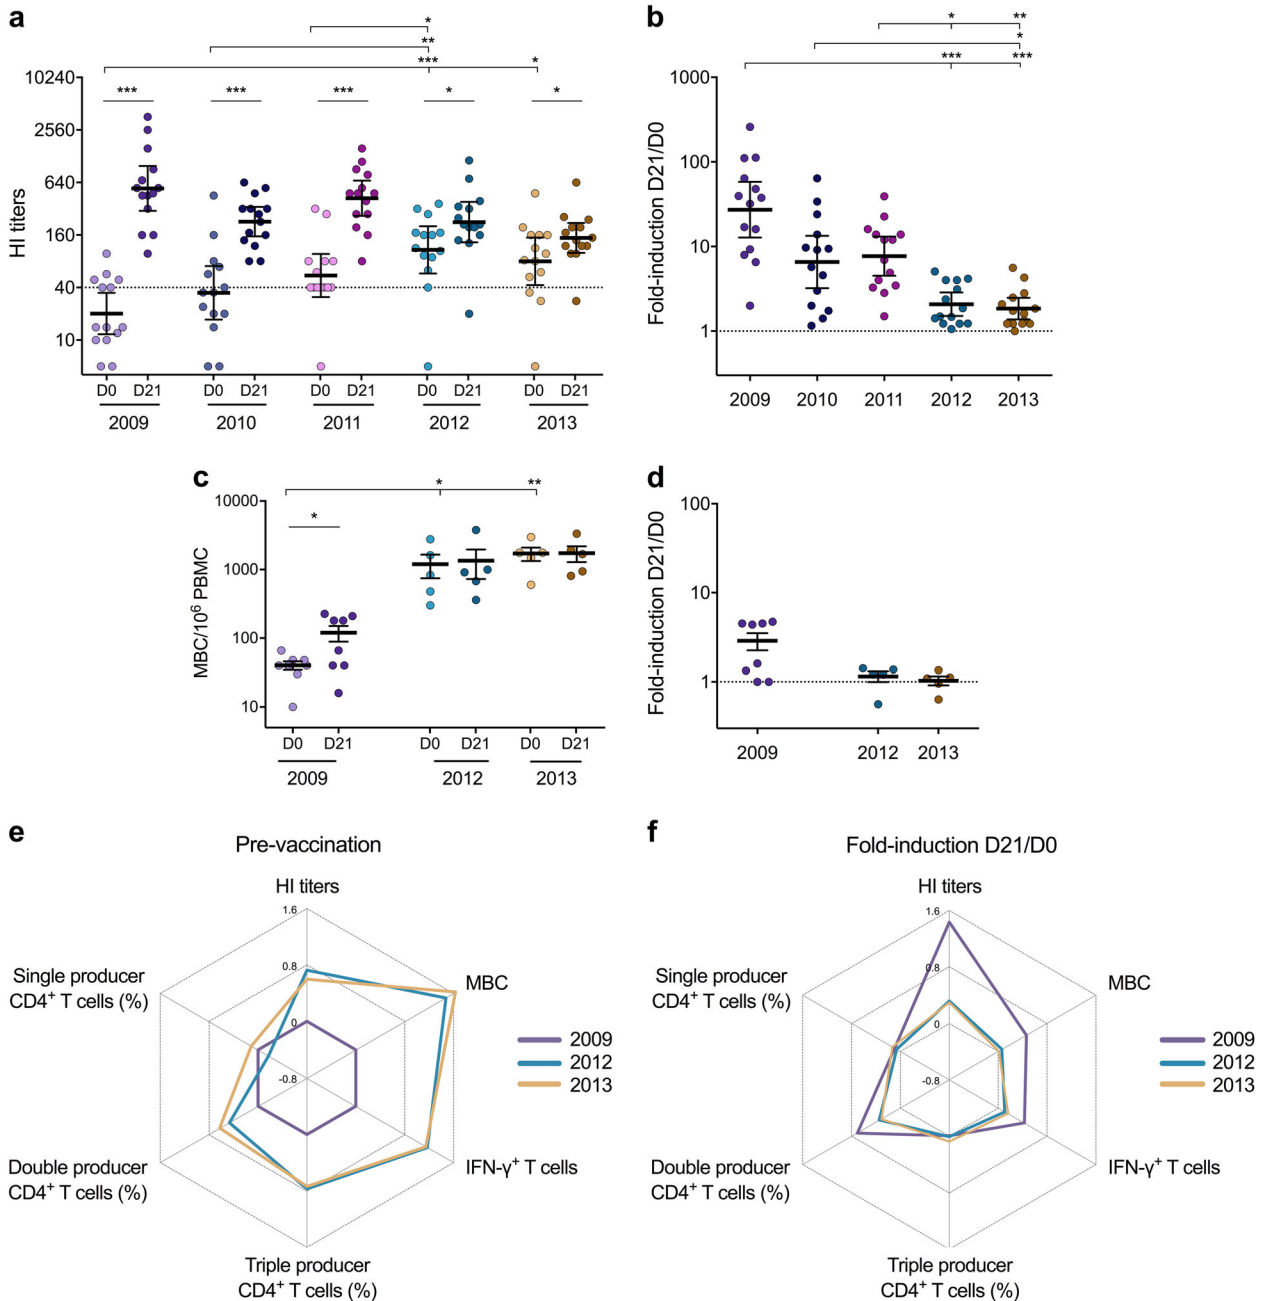 a
*
**
***
*
***
***
***
*
*
HI titers
10240
2560
640
160
40
10
D0 D21 D0 D21 D0 D21 D0 D21 D0 D21
2009 2010 2011 2012 2013
b
* **
*
*** ***
Fold-induction D21/D0
1000
100
10
1
2009 2010 2011 2012 2013
c
* **
*
MBC/10⁶ PBMC
10000
1000
100
10
D0 D21 D0 D21 D0 D21
2009 2012 2013
d
Fold-induction D21/D0
100
10
1
2009 2012 2013
e
Pre-vaccination
HI titers
1.6
0.8
0
-0.8
MBC
IFN-γ⁺ T cells
Triple producer
CD4⁺ T cells (%)
Double producer
CD4⁺ T cells (%)
Single producer
CD4⁺ T cells (%)
2009
2012
2013
f
Fold-induction D21/D0
HI titers
1.6
0.8
0
-0.8
MBC
IFN-γ⁺ T cells
Triple producer
CD4⁺ T cells (%)
Double producer
CD4⁺ T cells (%)
Single producer
CD4⁺ T cells (%)
2009
2012
2013